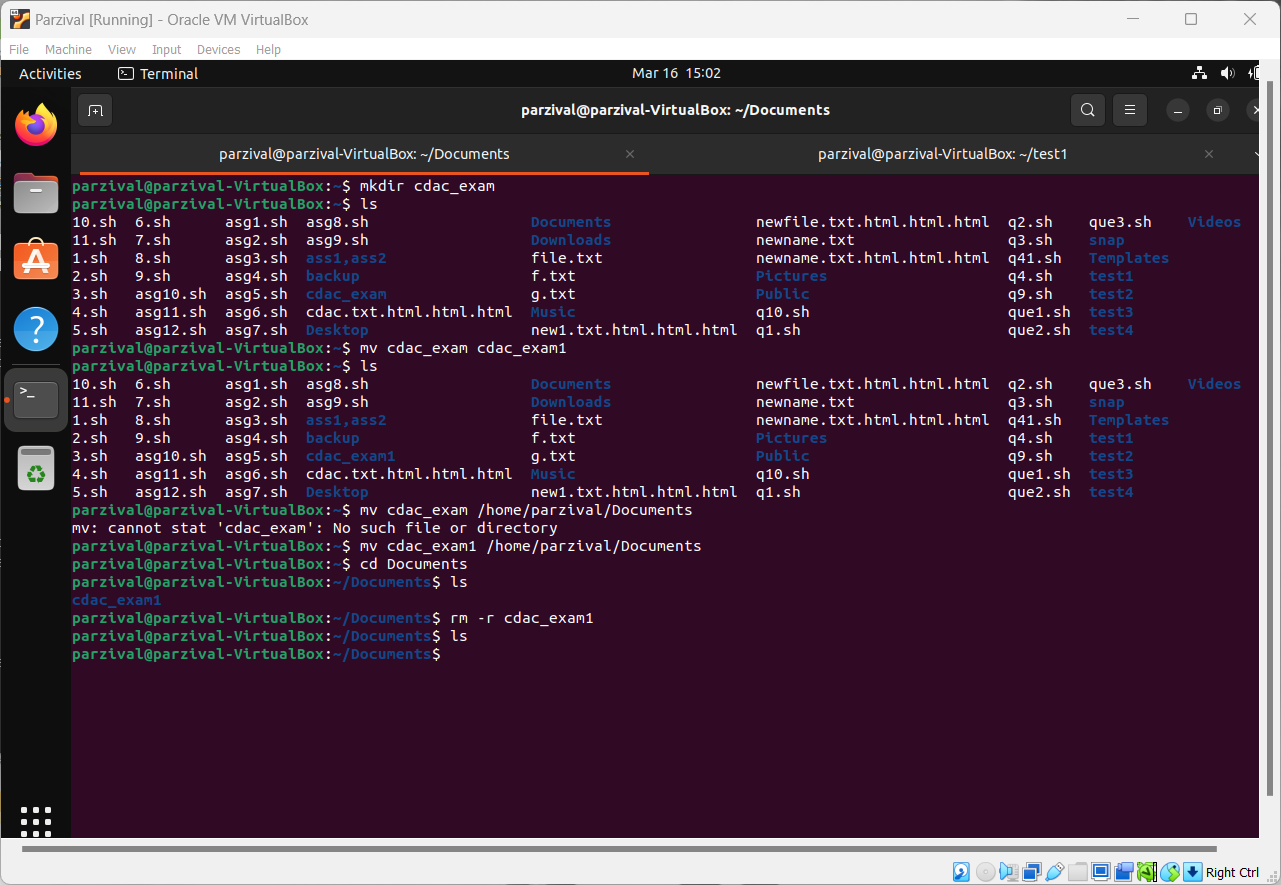 Parzival [Running] - Oracle VM VirtualBox
File Machine View Input Devices Help
Activities Terminal Mar 16 15:02
parzival@parzival-VirtualBox: ~/Documents
parzival@parzival-VirtualBox: ~/Documents × parzival@parzival-VirtualBox: ~/test1 ×
parzival@parzival-VirtualBox:~$ mkdir cdac_exam
parzival@parzival-VirtualBox:~$ ls
10.sh 6.sh asg1.sh asg8.sh Documents newfile.txt.html.html.html q2.sh que3.sh Videos
11.sh 7.sh asg2.sh asg9.sh Downloads newname.txt q3.sh snap
1.sh 8.sh asg3.sh ass1,ass2 file.txt newname.txt.html.html.html q41.sh Templates
2.sh 9.sh asg4.sh backup f.txt Pictures q4.sh test1
3.sh asg10.sh asg5.sh cdac_exam g.txt Public q9.sh test2
4.sh asg11.sh asg6.sh cdac.txt.html.html.html Music q10.sh que1.sh test3
5.sh asg12.sh asg7.sh Desktop new1.txt.html.html.html q1.sh que2.sh test4
parzival@parzival-VirtualBox:~$ mv cdac_exam cdac_exam1
parzival@parzival-VirtualBox:~$ ls
10.sh 6.sh asg1.sh asg8.sh Documents newfile.txt.html.html.html q2.sh que3.sh Videos
11.sh 7.sh asg2.sh asg9.sh Downloads newname.txt q3.sh snap
1.sh 8.sh asg3.sh ass1,ass2 file.txt newname.txt.html.html.html q41.sh Templates
2.sh 9.sh asg4.sh backup f.txt Pictures q4.sh test1
3.sh asg10.sh asg5.sh cdac_exam1 g.txt Public q9.sh test2
4.sh asg11.sh asg6.sh cdac.txt.html.html.html Music q10.sh que1.sh test3
5.sh asg12.sh asg7.sh Desktop new1.txt.html.html.html q1.sh que2.sh test4
parzival@parzival-VirtualBox:~$ mv cdac_exam /home/parzival/Documents
mv: cannot stat 'cdac_exam': No such file or directory
parzival@parzival-VirtualBox:~$ mv cdac_exam1 /home/parzival/Documents
parzival@parzival-VirtualBox:~$ cd Documents
parzival@parzival-VirtualBox:~/Documents$ ls
cdac_exam1
parzival@parzival-VirtualBox:~/Documents$ rm -r cdac_exam1
parzival@parzival-VirtualBox:~/Documents$ ls
parzival@parzival-VirtualBox:~/Documents$
Right Ctrl